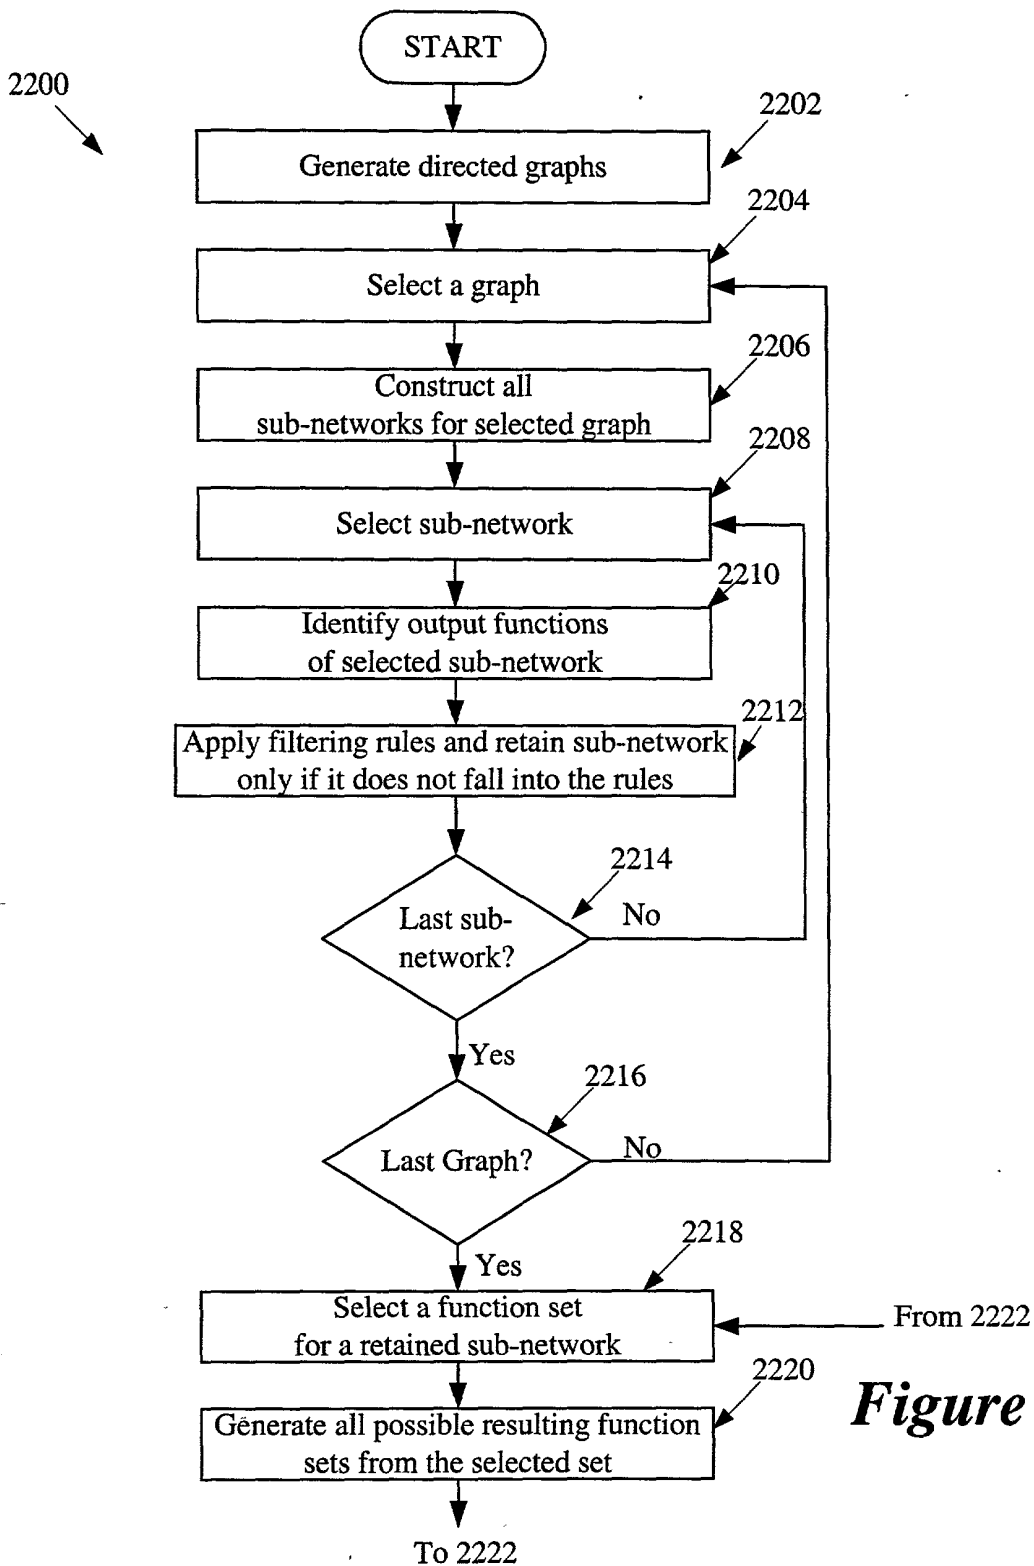 START
2200
2202
Generate directed graphs
2204
Select a graph
2206
Construct all
sub-networks for selected graph
2208
Select sub-network
2210
Identify output functions
of selected sub-network
2212
Apply filtering rules and retain sub-network
only if it does not fall into the rules
2214
Last sub-
network?
No
Yes
2216
Last Graph?
No
Yes
2218
Select a function set
for a retained sub-network
From 2222
2220
Generate all possible resulting function
sets from the selected set
Figure
To 2222